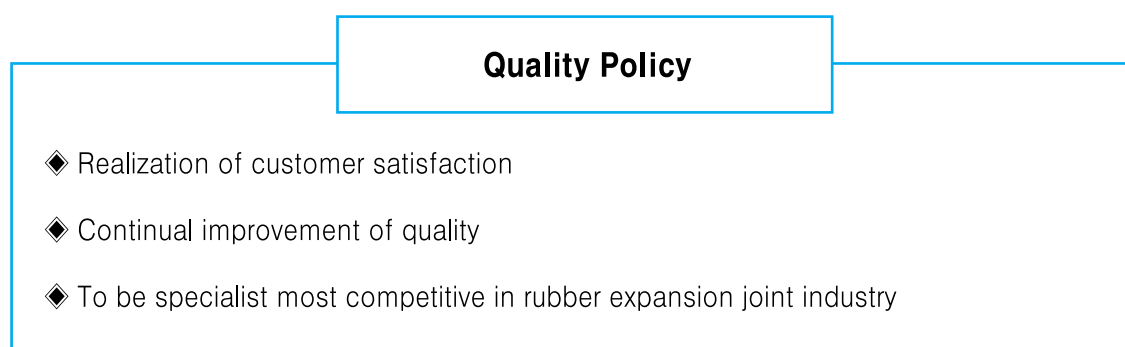 Quality Policy
◈ Realization of customer satisfaction
◈ Continual improvement of quality
◈ To be specialist most competitive in rubber expansion joint industry